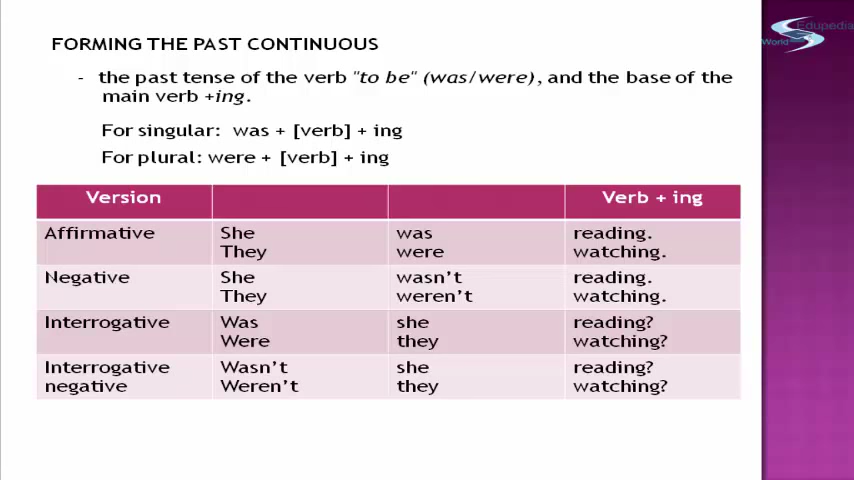 Edupedia
World
FORMING THE PAST CONTINUOUS
- the past tense of the verb "to be" (was/were), and the base of the
main verb +ing.
For singular: was + [verb] + ing
For plural: were + [verb] + ing
Version Verb + ing
Affirmative She was reading.
They were watching.
Negative She wasn't reading.
They weren't watching.
Interrogative Was she reading?
Were they watching?
Interrogative Wasn't she reading?
negative Weren't they watching?